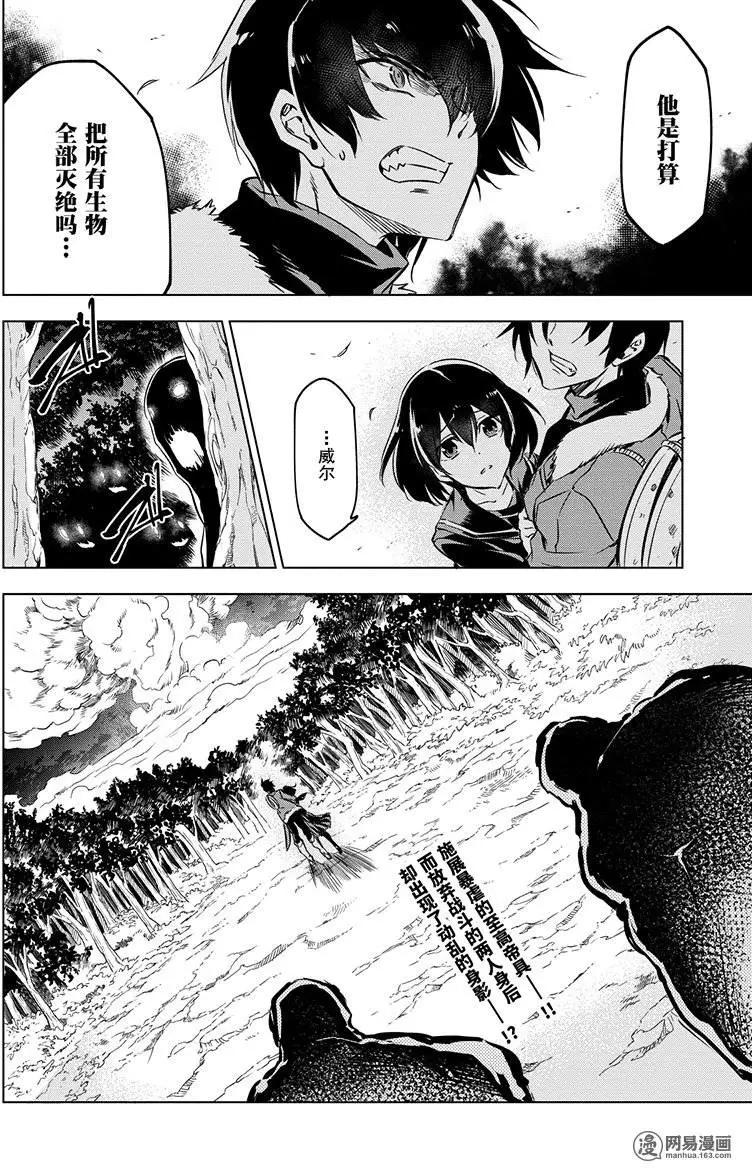 他是打算
把所有生物
全部灭绝吗…
…威尔
施展暴虐的至高帝具——
而放弃战斗的两人身后
却出现了动乱的身影——!?
漫 网易漫画
manhua.163.com